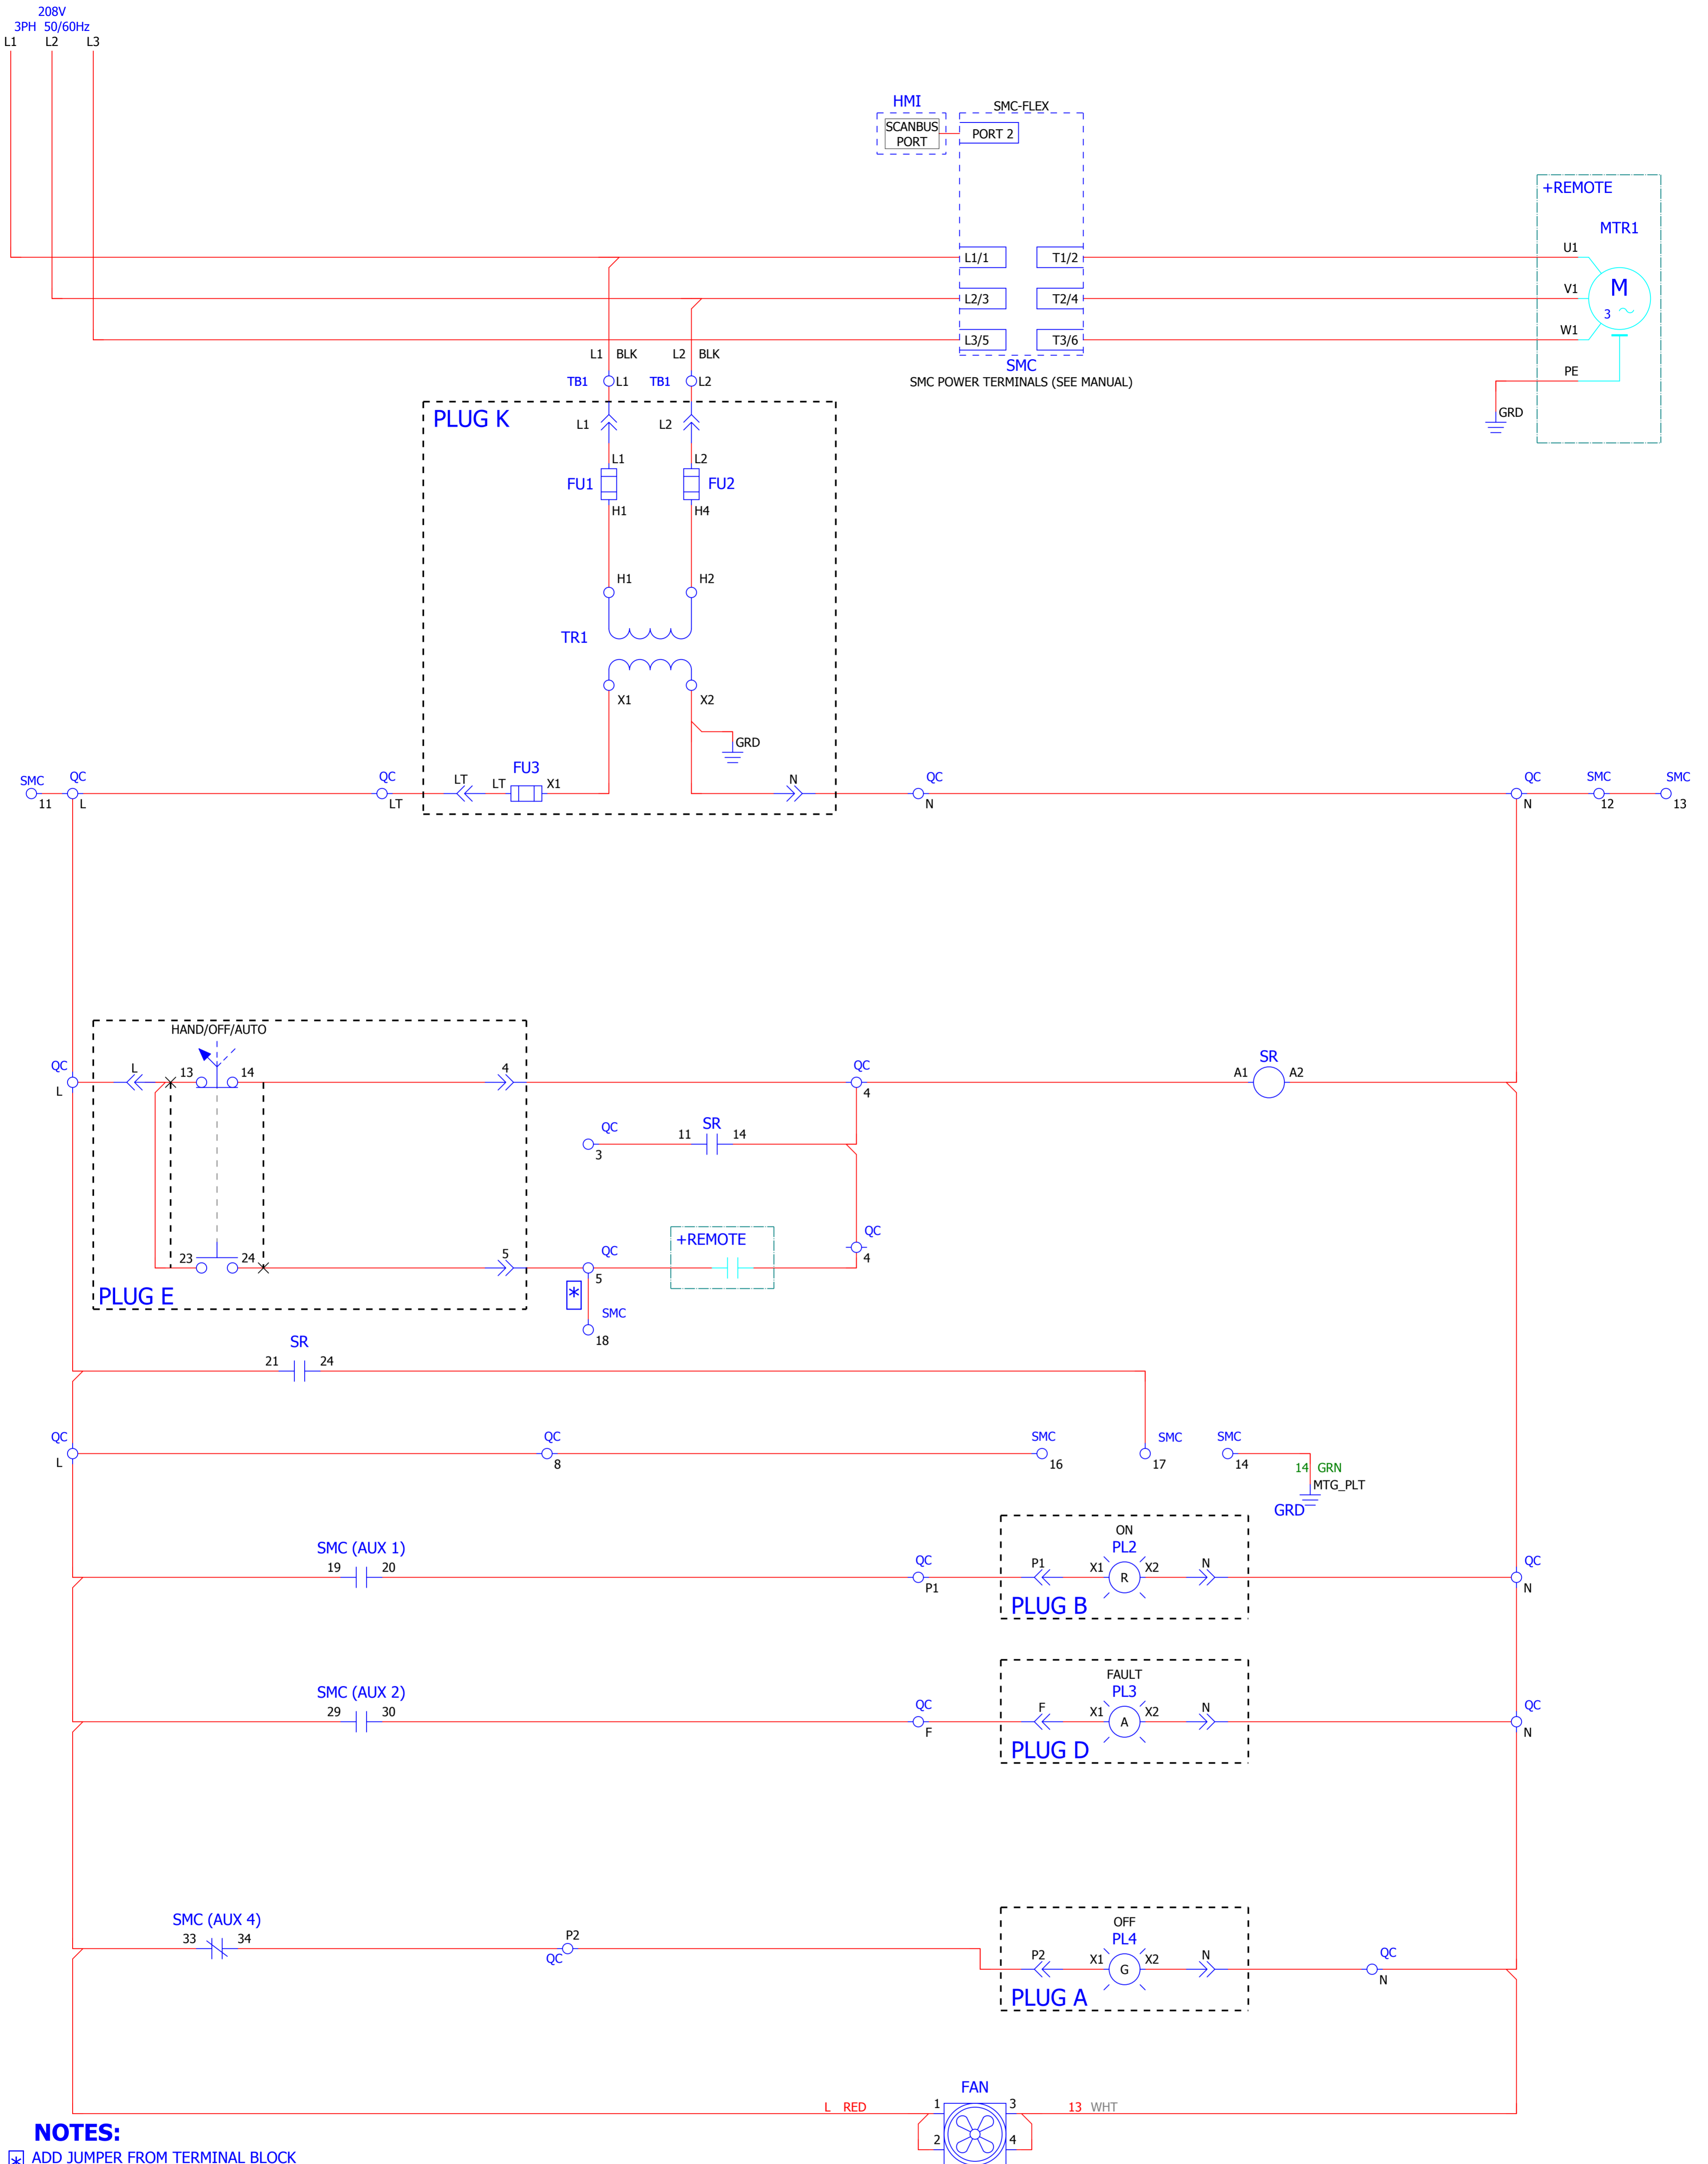 208V
3PH 50/60Hz
L1 L2 L3
HMI
SCANBUS
PORT
SMC-FLEX
PORT 2
+REMOTE
MTR1
L1/1 T1/2 U1
L2/3 T2/4 V1
M
3
L3/5 T3/6 W1
SMC
SMC POWER TERMINALS (SEE MANUAL)
PE
GRD
L1 BLK L2 BLK
TB1 L1 TB1 L2
PLUG K
L1 L2
L1 L2
FU1 FU2
H1 H4
H1 H2
TR1
X1 X2
GRD
SMC QC QC LT LT FU3 X1 N QC QC SMC SMC
11 L LT N N 12 13
HAND/OFF/AUTO
QC L 13 14 4 QC SR
L 4 A1 A2
QC SR
3 11 14
QC
4
+REMOTE
23 24 5 QC
5
PLUG E
*
SMC
18
SR
21 24
QC QC SMC SMC SMC
L 8 16 17 14
14 GRN
MTG_PLT
GRD
ON
SMC (AUX 1) QC P1 PL2 N QC
19 20 P1 X1 R X2 N
PLUG B
FAULT
SMC (AUX 2) QC F PL3 N QC
29 30 F X1 A X2 N
PLUG D
OFF
SMC (AUX 4) P2 P2 PL4 N QC
33 34 QC X1 G X2 N
PLUG A
FAN
L RED 1 3 13 WHT
2 4
NOTES:
* ADD JUMPER FROM TERMINAL BLOCK